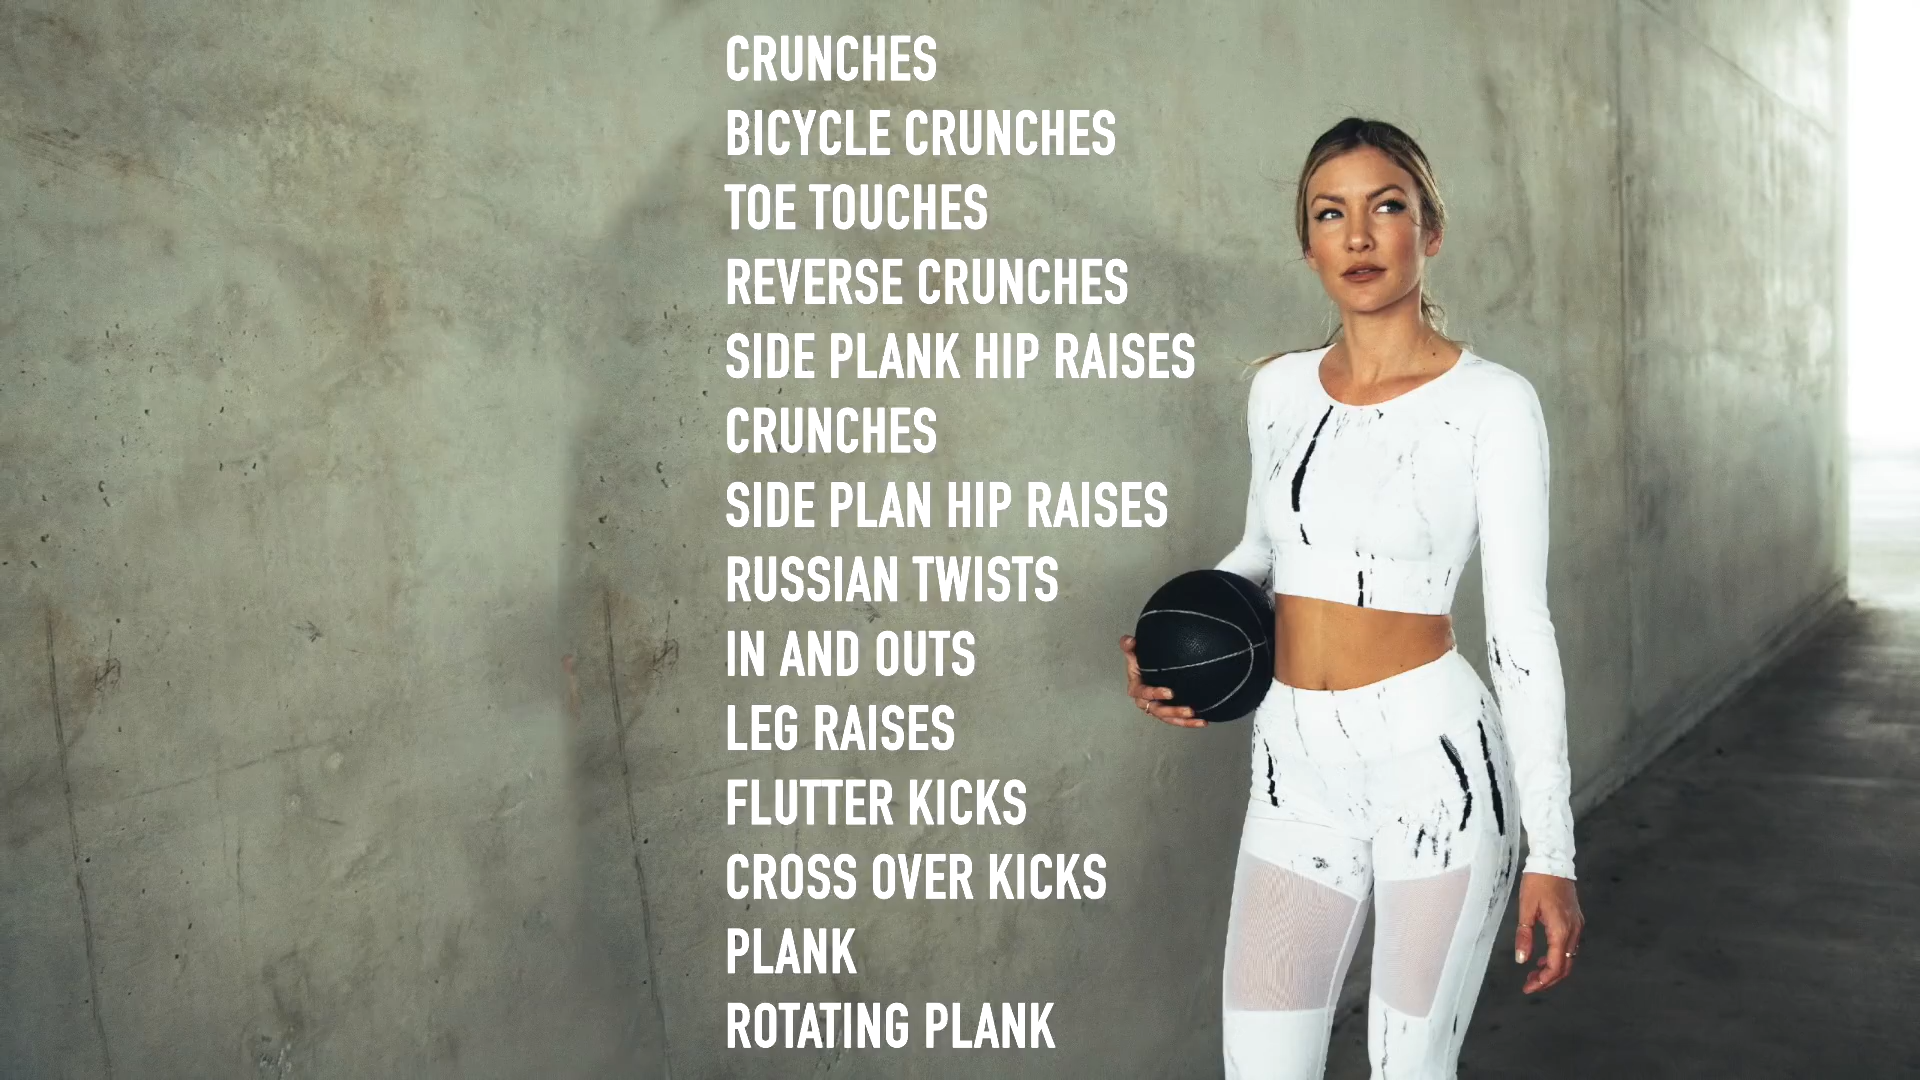 CRUNCHES
BICYCLE CRUNCHES
TOE TOUCHES
REVERSE CRUNCHES
SIDE PLANK HIP RAISES
CRUNCHES
SIDE PLAN HIP RAISES
RUSSIAN TWISTS
IN AND OUTS
LEG RAISES
FLUTTER KICKS
CROSS OVER KICKS
PLANK
ROTATING PLANK